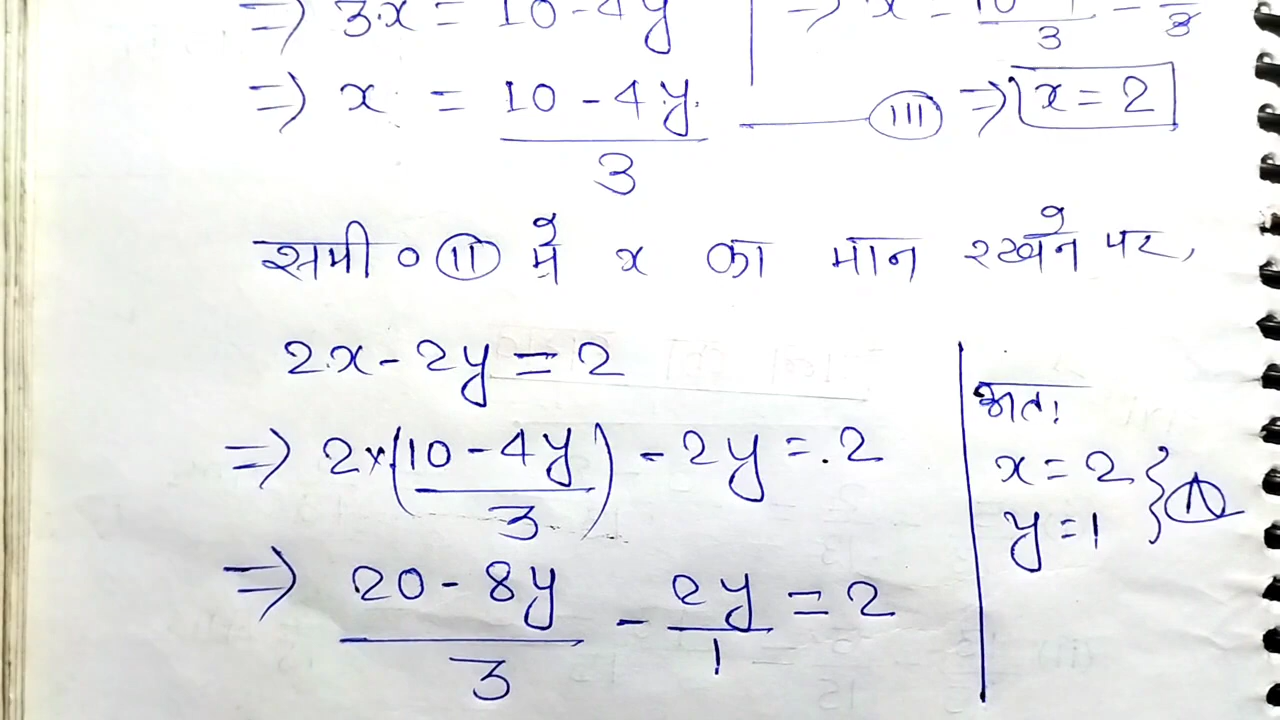 ⇒ 3x = 10 - 4y
⇒ x = (10 - 4y)/3 — (III)
⇒ x = 2
समी० (II) में x का मान रखने पर,
2x - 2y = 2
⇒ 2×((10 - 4y)/3) - 2y = 2
⇒ (20 - 8y)/3 - 2y/1 = 2
अतः
x = 2
y = 1